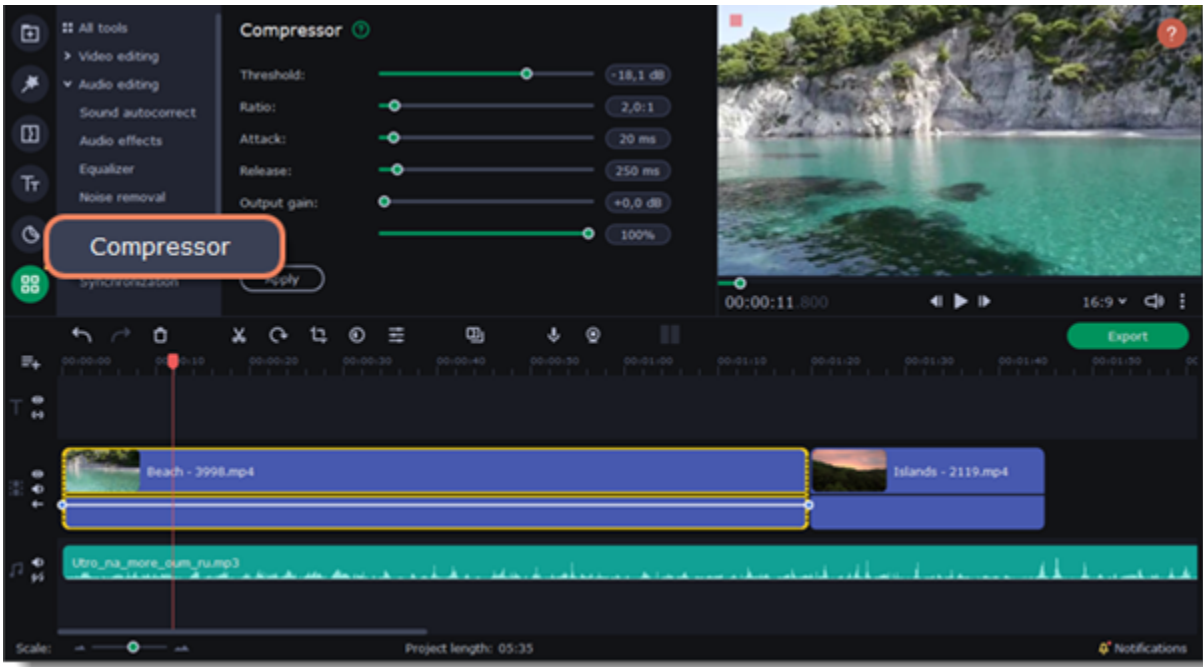 All tools
Video editing
Audio editing
Sound autocorrect
Audio effects
Equalizer
Noise removal
Compressor
Synchronization
Compressor ?
Threshold: -18,1 dB
Ratio: 2,0:1
Attack: 20 ms
Release: 250 ms
Output gain: +0,0 dB
100%
Apply
?
00:00:11.800
16:9
Export
00:00:00
00:00:20
00:00:30
00:00:40
00:00:50
00:01:00
00:01:10
00:01:20
00:01:30
00:01:40
00:01:50
Beach - 3998.mp4
Islands - 2119.mp4
Utro_na_more_oum_ru.mp3
Scale:
Project length: 05:35
Notifications